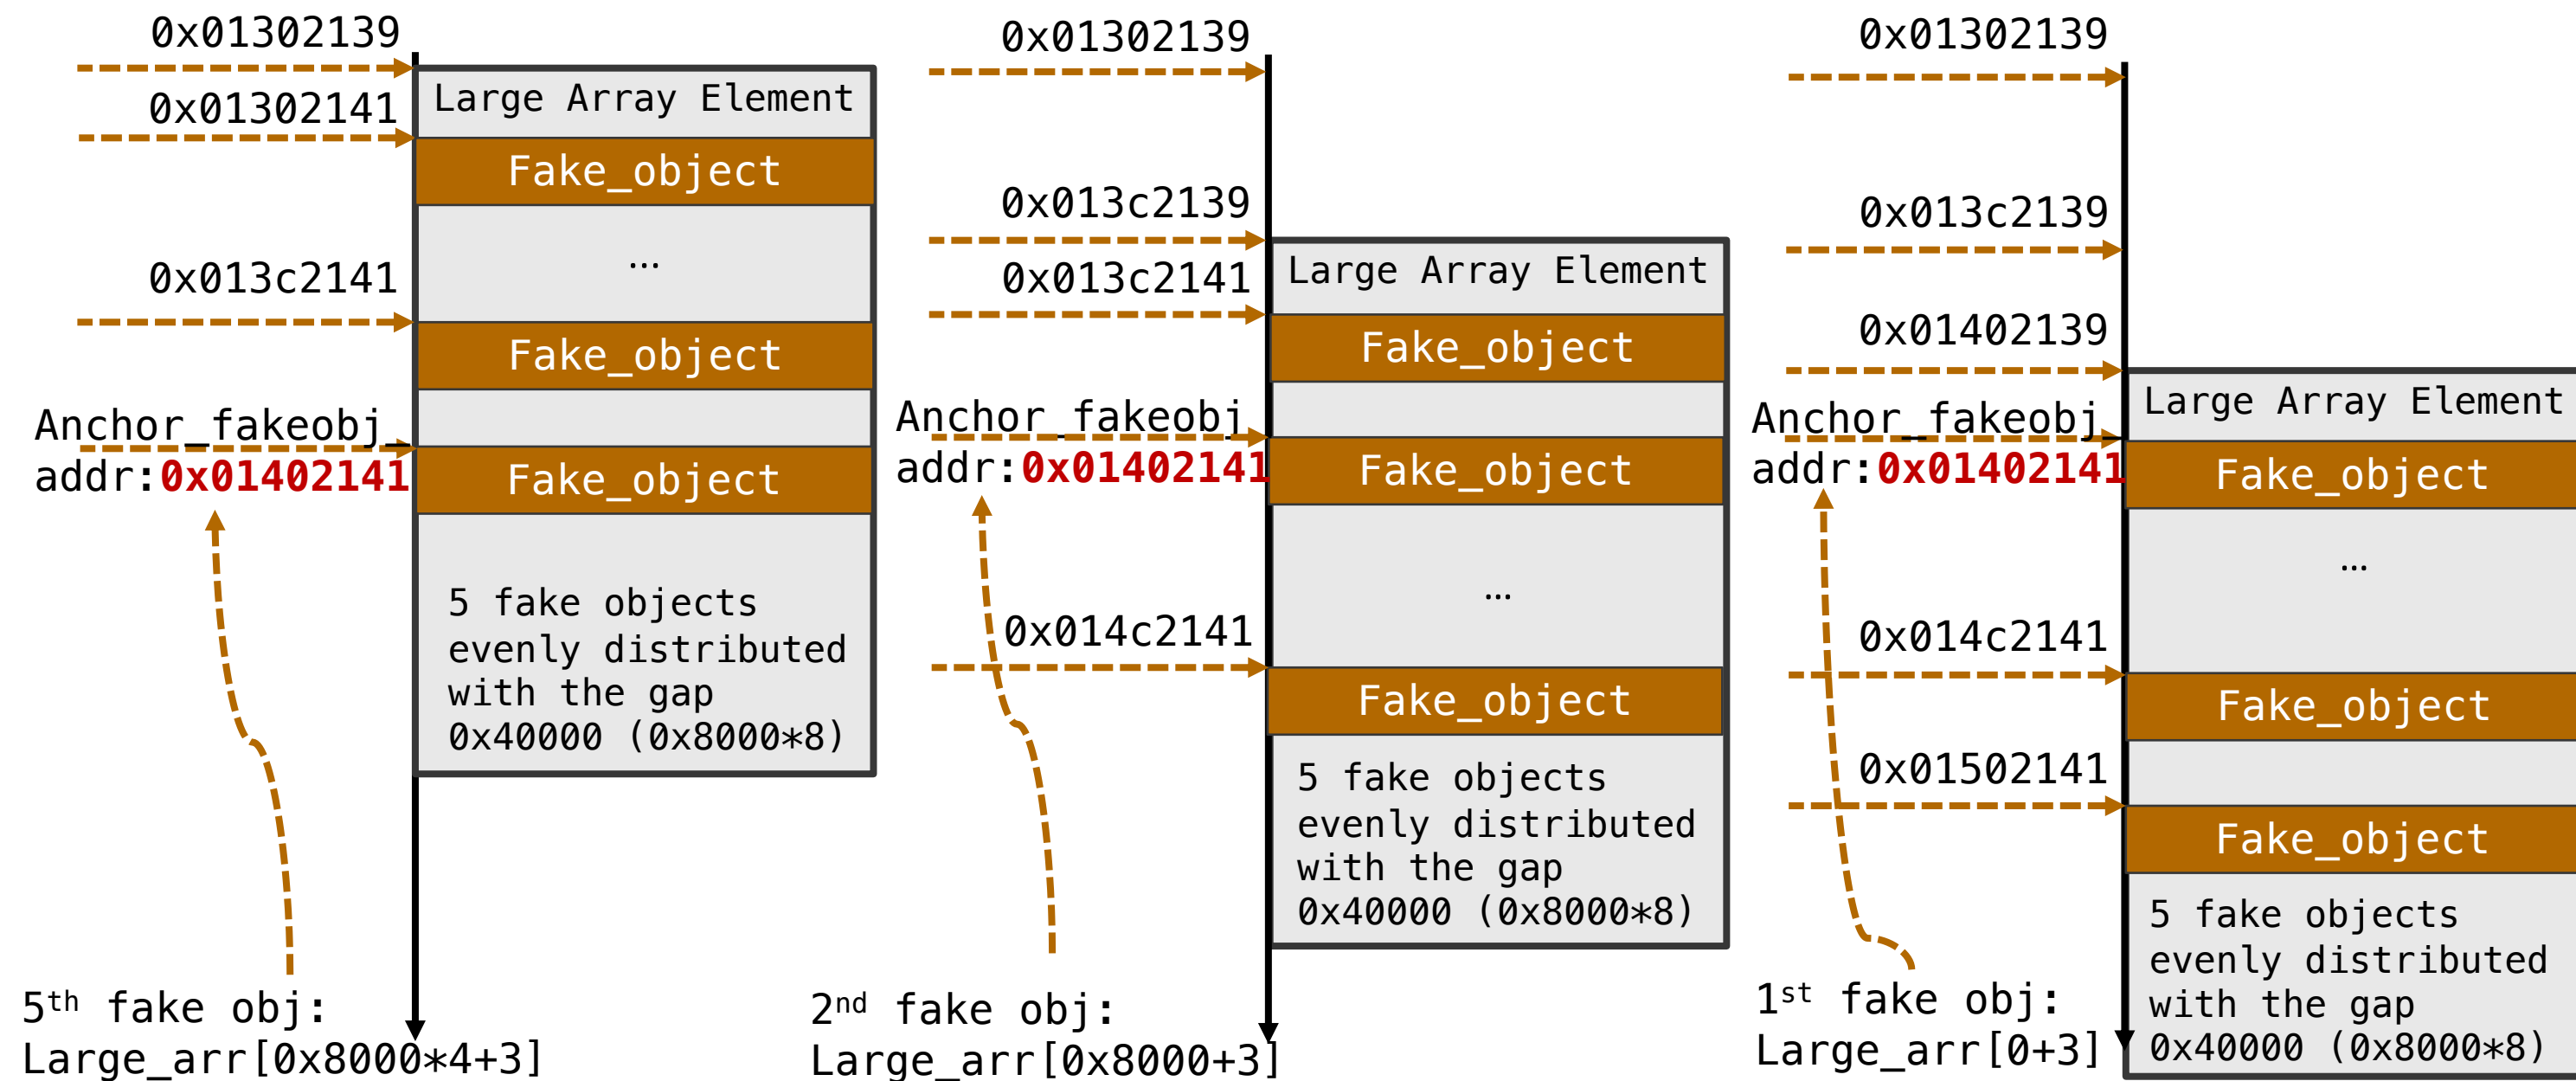 0x01302139
Large Array Element
0x01302141
Fake_object
...
0x013c2141
Fake_object
Anchor_fakeobj_
addr:0x01402141
Fake_object
5 fake objects
evenly distributed
with the gap
0x40000 (0x8000*8)
5th fake obj:
Large_arr[0x8000*4+3]
0x01302139
0x013c2139
Large Array Element
0x013c2141
Fake_object
Anchor_fakeobj_
addr:0x01402141
Fake_object
...
0x014c2141
Fake_object
5 fake objects
evenly distributed
with the gap
0x40000 (0x8000*8)
2nd fake obj:
Large_arr[0x8000+3]
0x01302139
0x013c2139
0x01402139
Large Array Element
Anchor_fakeobj_
addr:0x01402141
Fake_object
...
0x014c2141
Fake_object
0x01502141
Fake_object
5 fake objects
evenly distributed
with the gap
0x40000 (0x8000*8)
1st fake obj:
Large_arr[0+3]